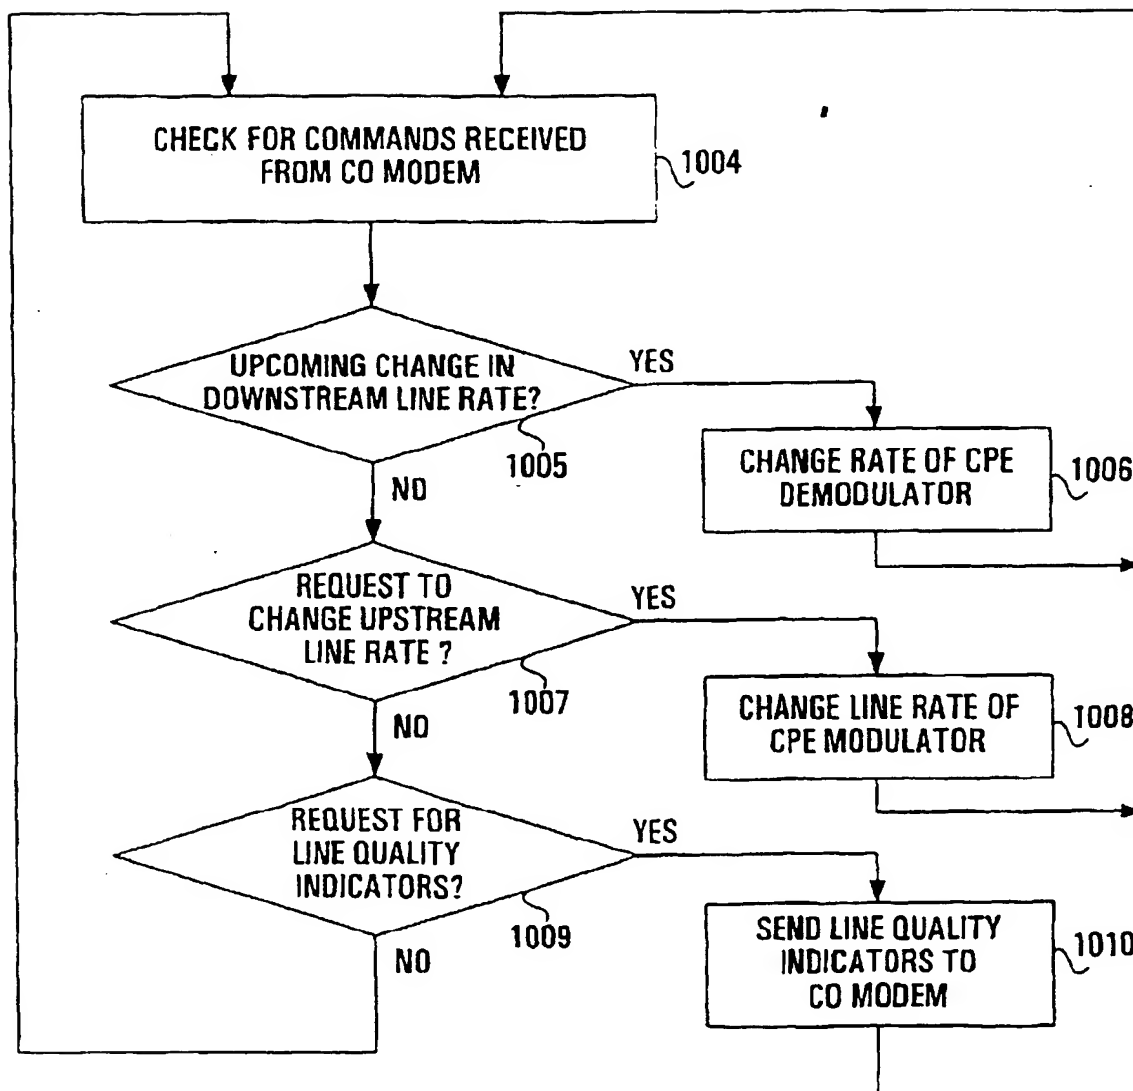 CHECK FOR COMMANDS RECEIVED
FROM CO MODEM
1004
UPCOMING CHANGE IN
DOWNSTREAM LINE RATE?
YES
1005
NO
CHANGE RATE OF CPE
DEMODULATOR
1006
REQUEST TO
CHANGE UPSTREAM
LINE RATE ?
YES
1007
NO
CHANGE LINE RATE OF
CPE MODULATOR
1008
REQUEST FOR
LINE QUALITY
INDICATORS?
YES
1009
NO
SEND LINE QUALITY
INDICATORS TO
CO MODEM
1010